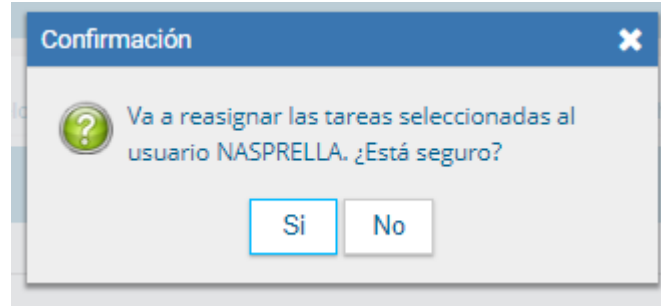 Confirmación
Va a reasignar las tareas seleccionadas al
usuario NASPRELLA. ¿Está seguro?
Si
No